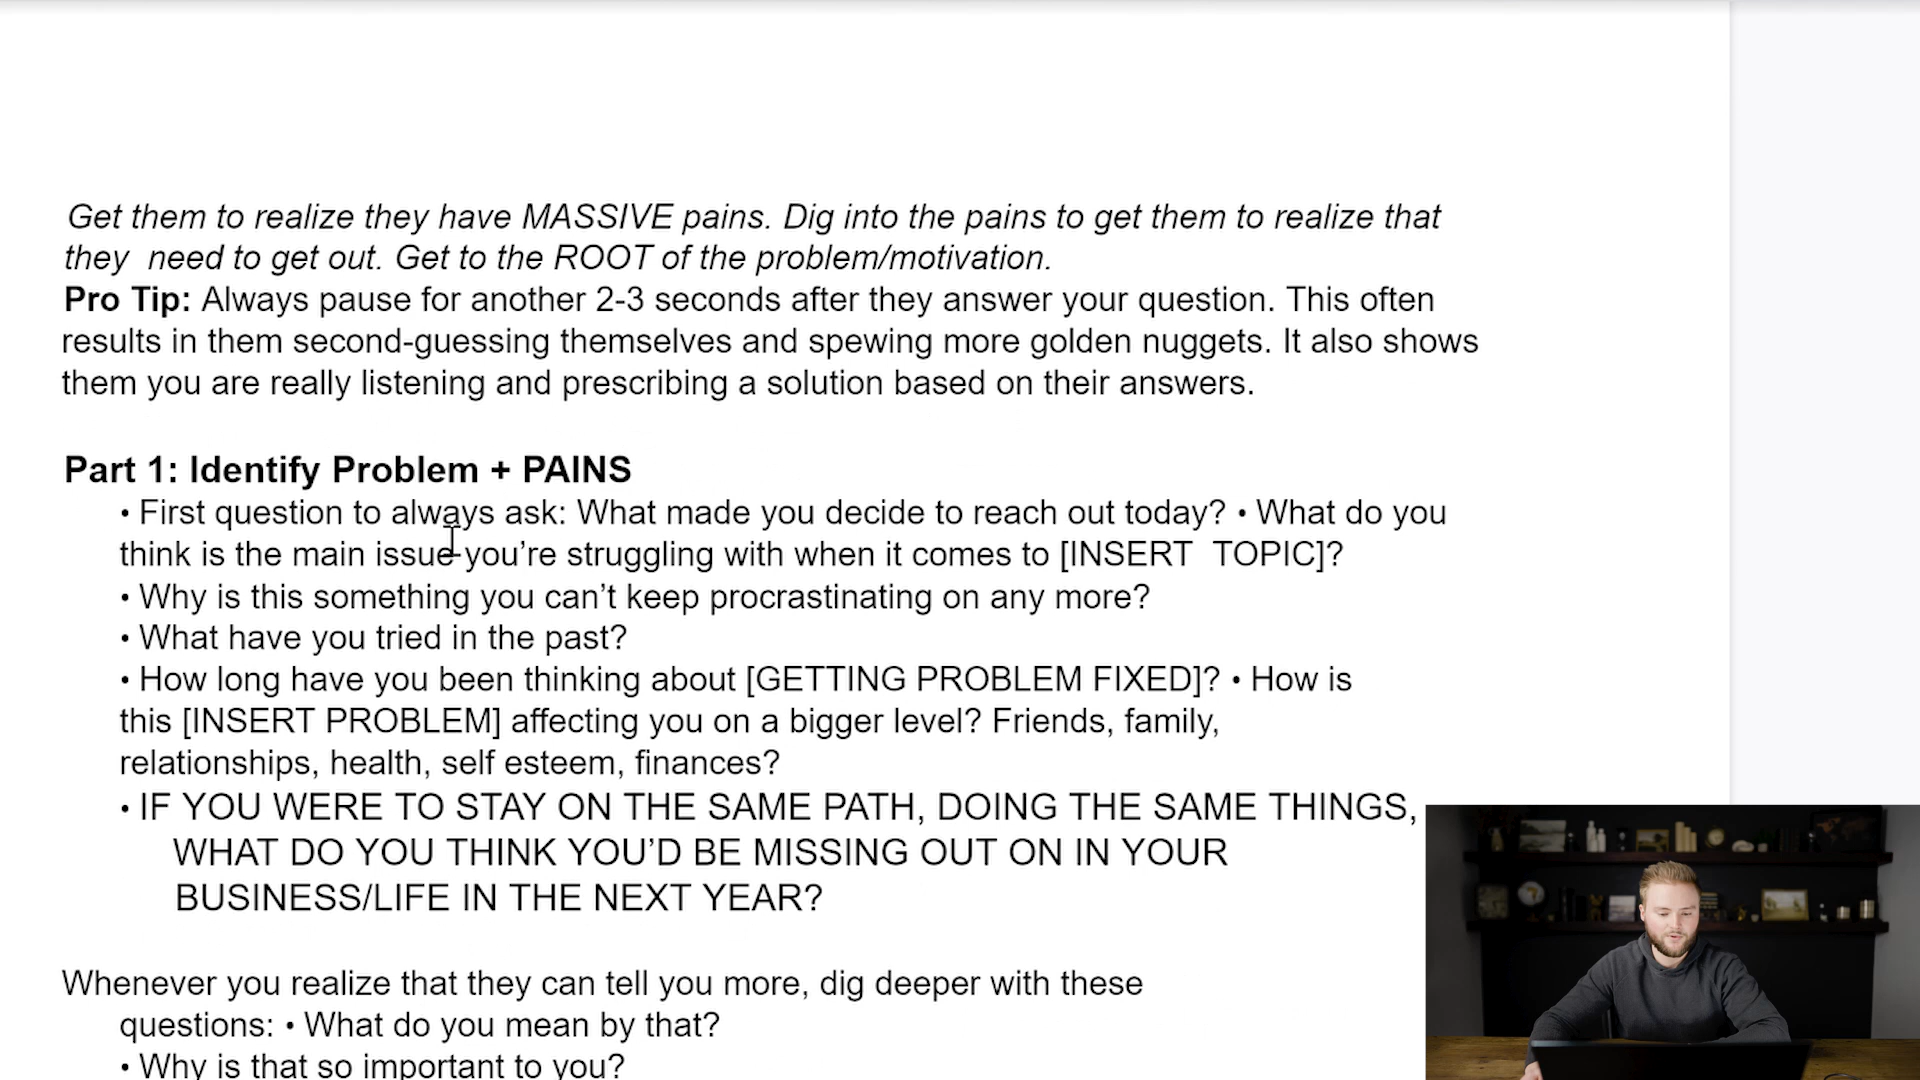 Get them to realize they have MASSIVE pains. Dig into the pains to get them to realize that
they need to get out. Get to the ROOT of the problem/motivation.
Pro Tip: Always pause for another 2-3 seconds after they answer your question. This often
results in them second-guessing themselves and spewing more golden nuggets. It also shows
them you are really listening and prescribing a solution based on their answers.
Part 1: Identify Problem + PAINS
• First question to always ask: What made you decide to reach out today? • What do you
think is the main issue you’re struggling with when it comes to [INSERT TOPIC]?
• Why is this something you can’t keep procrastinating on any more?
• What have you tried in the past?
• How long have you been thinking about [GETTING PROBLEM FIXED]? • How is
this [INSERT PROBLEM] affecting you on a bigger level? Friends, family,
relationships, health, self esteem, finances?
• IF YOU WERE TO STAY ON THE SAME PATH, DOING THE SAME THINGS,
WHAT DO YOU THINK YOU’D BE MISSING OUT ON IN YOUR
BUSINESS/LIFE IN THE NEXT YEAR?
Whenever you realize that they can tell you more, dig deeper with these
questions: • What do you mean by that?
• Why is that so important to you?